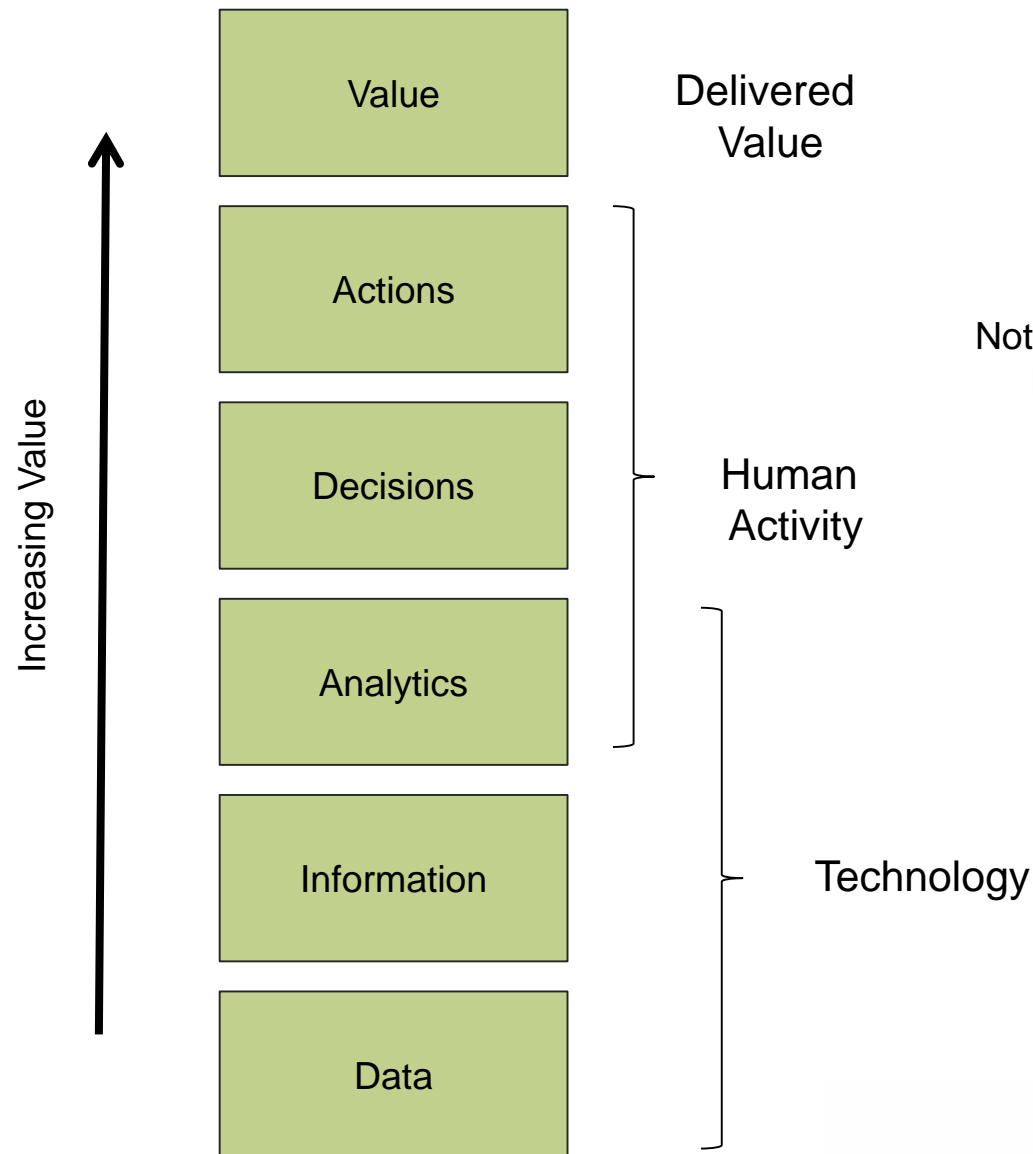 Value
Delivered
Value
Actions
Not
Increasing Value
Decisions
Human
Activity
Analytics
Information
Technology
Data